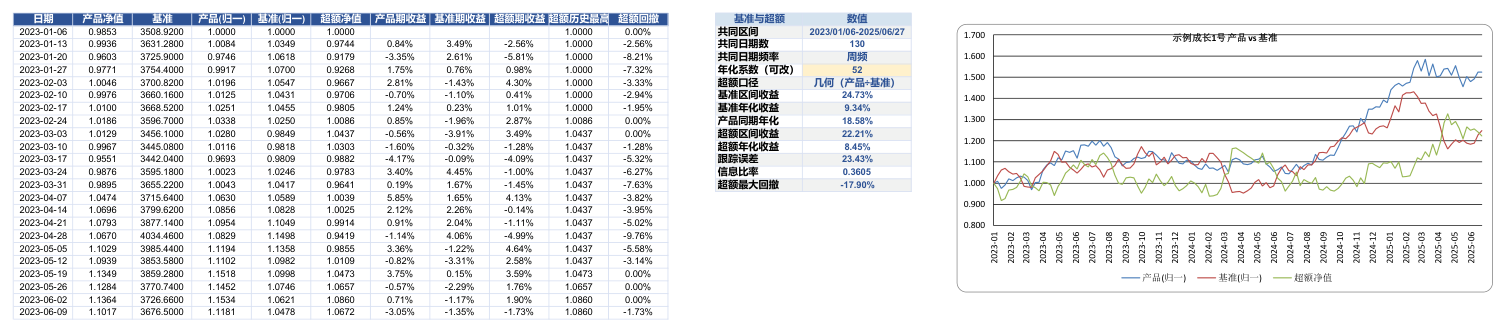 日期 产品净值 基准 产品(归一) 基准(归一) 超额净值 产品期收益 基准期收益 超额期收益 超额历史最高 超额回撤
2023-01-06 0.9853 3508.9200 1.0000 1.0000 1.0000 1.0000 0.00%
2023-01-13 0.9936 3631.2800 1.0084 1.0349 0.9744 0.84% 3.49% -2.56% 1.0000 -2.56%
2023-01-20 0.9603 3725.9000 0.9746 1.0618 0.9179 -3.35% 2.61% -5.81% 1.0000 -8.21%
2023-01-27 0.9771 3754.4000 0.9917 1.0700 0.9268 1.75% 0.76% 0.98% 1.0000 -7.32%
2023-02-03 1.0046 3700.8200 1.0196 1.0547 0.9667 2.81% -1.43% 4.30% 1.0000 -3.33%
2023-02-10 0.9976 3660.1600 1.0125 1.0431 0.9706 -0.70% -1.10% 0.41% 1.0000 -2.94%
2023-02-17 1.0100 3668.5200 1.0251 1.0455 0.9805 1.24% 0.23% 1.01% 1.0000 -1.95%
2023-02-24 1.0186 3596.7000 1.0338 1.0250 1.0086 0.85% -1.96% 2.87% 1.0086 0.00%
2023-03-03 1.0129 3456.1000 1.0280 0.9849 1.0437 -0.56% -3.91% 3.49% 1.0437 0.00%
2023-03-10 0.9967 3445.0800 1.0116 0.9818 1.0303 -1.60% -0.32% -1.28% 1.0437 -1.28%
2023-03-17 0.9551 3442.0400 0.9693 0.9809 0.9882 -4.17% -0.09% -4.09% 1.0437 -5.32%
2023-03-24 0.9876 3595.1800 1.0023 1.0246 0.9783 3.40% 4.45% -1.00% 1.0437 -6.27%
2023-03-31 0.9895 3655.2200 1.0043 1.0417 0.9641 0.19% 1.67% -1.45% 1.0437 -7.63%
2023-04-07 1.0474 3715.6400 1.0630 1.0589 1.0039 5.85% 1.65% 4.13% 1.0437 -3.82%
2023-04-14 1.0696 3799.6200 1.0856 1.0828 1.0025 2.12% 2.26% -0.14% 1.0437 -3.95%
2023-04-21 1.0793 3877.1400 1.0954 1.1049 0.9914 0.91% 2.04% -1.11% 1.0437 -5.02%
2023-04-28 1.0670 4034.4600 1.0829 1.1498 0.9419 -1.14% 4.06% -4.99% 1.0437 -9.76%
2023-05-05 1.1029 3985.4400 1.1194 1.1358 0.9855 3.36% -1.22% 4.64% 1.0437 -5.58%
2023-05-12 1.0939 3853.5800 1.1102 1.0982 1.0109 -0.82% -3.31% 2.58% 1.0437 -3.14%
2023-05-19 1.1349 3859.2800 1.1518 1.0998 1.0473 3.75% 0.15% 3.59% 1.0473 0.00%
2023-05-26 1.1284 3770.7400 1.1452 1.0746 1.0657 -0.57% -2.29% 1.76% 1.0657 0.00%
2023-06-02 1.1364 3726.6600 1.1534 1.0621 1.0860 0.71% -1.17% 1.90% 1.0860 0.00%
2023-06-09 1.1017 3676.5000 1.1181 1.0478 1.0672 -3.05% -1.35% -1.73% 1.0860 -1.73%
基准与超额 数值
共同区间 2023/01/06-2025/06/27
共同日期数 130
共同日期频率 周频
年化系数（可改） 52
超额口径 几何（产品÷基准）
基准区间收益 24.73%
基准年化收益 9.34%
产品同期年化 18.58%
超额区间收益 22.21%
超额年化收益 8.45%
跟踪误差 23.43%
信息比率 0.3605
超额最大回撤 -17.90%
示例成长1号 产品 vs 基准
1.700
1.600
1.500
1.400
1.300
1.200
1.100
1.000
0.900
0.800
2023-01 2023-02 2023-03 2023-04 2023-05 2023-06 2023-07 2023-08 2023-09 2023-10 2023-11 2023-12 2024-01 2024-02 2024-03 2024-04 2024-05 2024-06 2024-07 2024-08 2024-09 2024-10 2024-11 2024-12 2025-01 2025-02 2025-03 2025-04 2025-05 2025-06
产品(归一) 基准(归一) 超额净值